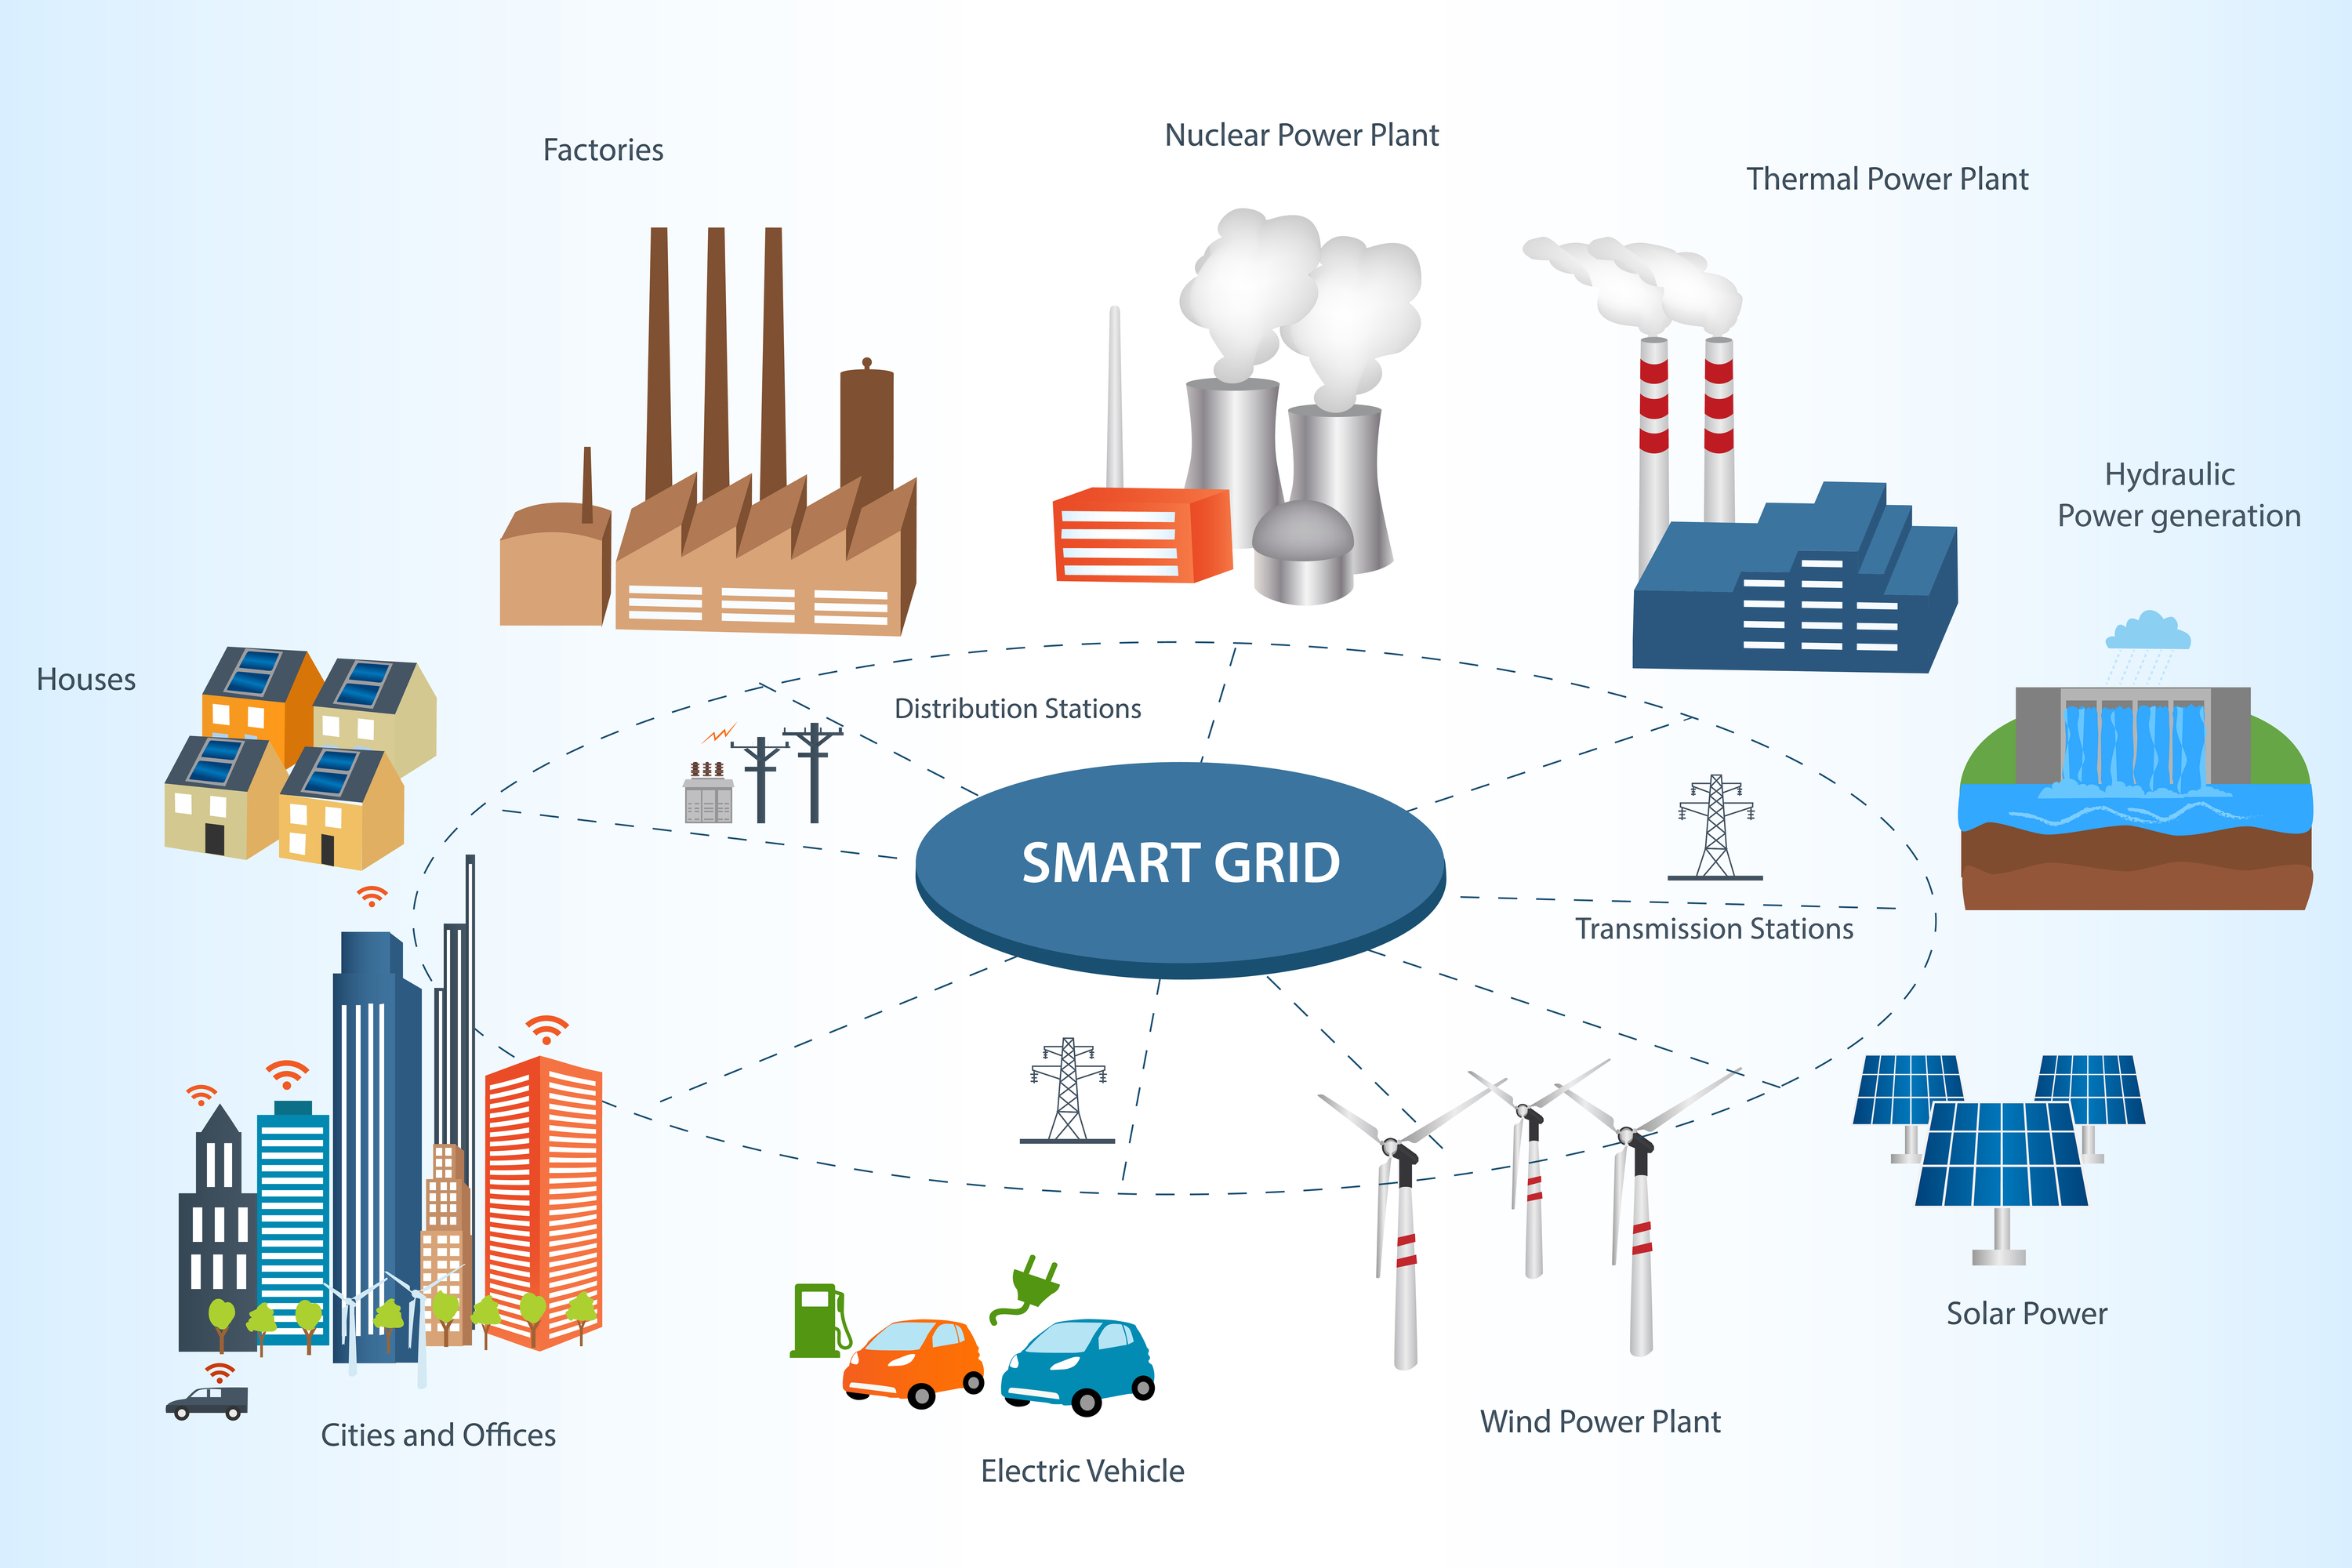 Nuclear Power Plant
Factories
Thermal Power Plant
Hydraulic
Power generation
Houses
Distribution Stations
SMART GRID
Transmission Stations
Solar Power
Wind Power Plant
Cities and Offices
Electric Vehicle